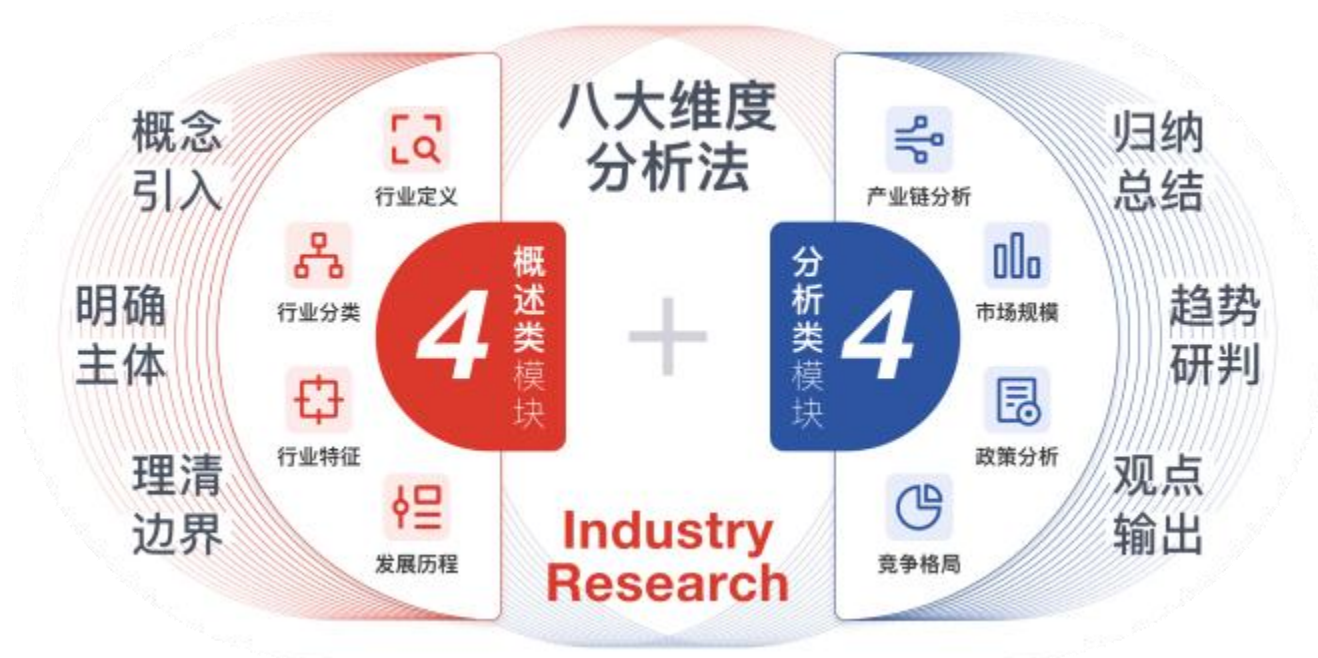 八大维度
分析法
概念
引入
明确
主体
理清
边界
行业定义
行业分类
行业特征
发展历程
4
概述类模块
分析类模块
4
产业链分析
市场规模
政策分析
竞争格局
归纳
总结
趋势
研判
观点
输出
Industry
Research